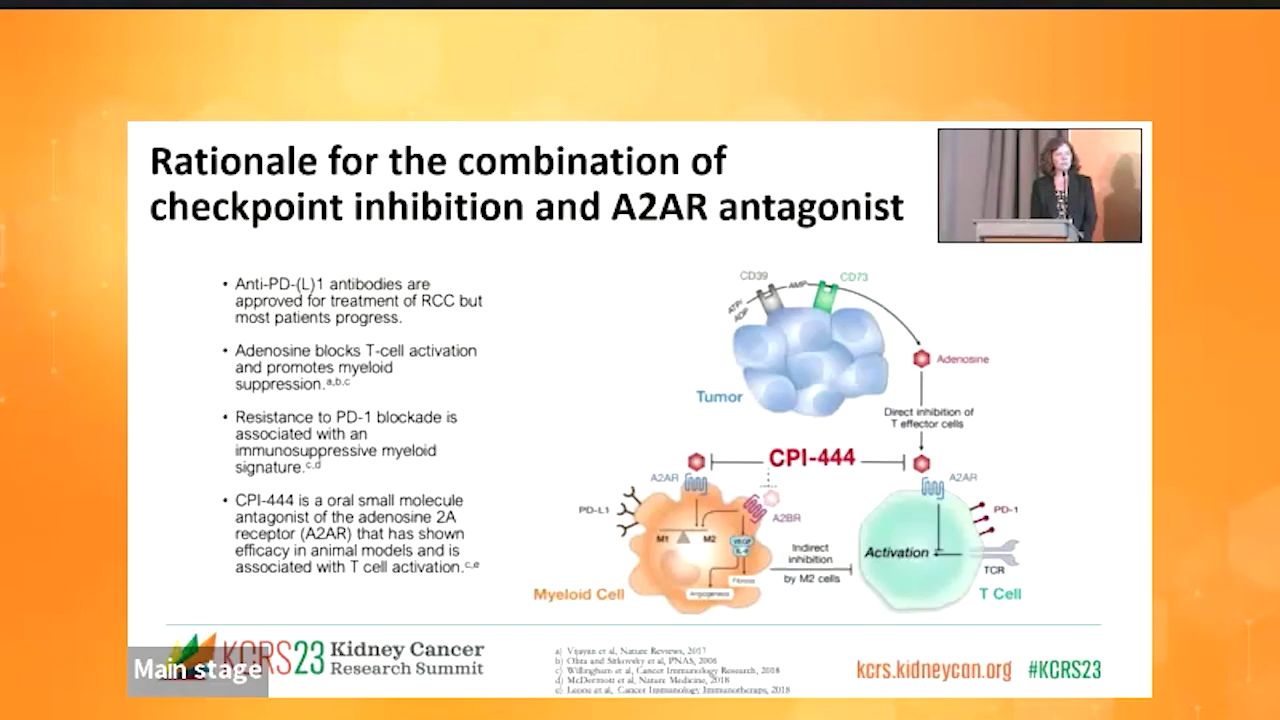 Rationale for the combination of
checkpoint inhibition and A2AR antagonist
• Anti-PD-(L)1 antibodies are
approved for treatment of RCC but
most patients progress.
• Adenosine blocks T-cell activation
and promotes myeloid
suppression.a,b,c
• Resistance to PD-1 blockade is
associated with an
immunosuppressive myeloid
signature.c,d
• CPI-444 is a oral small molecule
antagonist of the adenosine 2A
receptor (A2AR) that has shown
efficacy in animal models and is
associated with T cell activation.c,e
CD39
CD73
ATP/
ADP
AMP
Adenosine
Tumor
Direct inhibition of
T effector cells
CPI-444
A2AR
A2AR
PD-L1
A2BR
PD-1
M1
M2
VEGF
IL-6
Activation
Indirect
inhibition
by M2 cells
TCR
Fibrosis
Angiogenesis
Myeloid Cell
T Cell
KCRS23
Kidney Cancer
Research Summit
Main stage
a) Vijayan et al, Nature Reviews, 2017
b) Ohta and Sitkovsky et al, PNAS, 2006
c) Willingham et al, Cancer Immunology Research, 2018
d) McDermott et al, Nature Medicine, 2018
e) Leone et al, Cancer Immunology Immunotherapy, 2018
kcrs.kidneycan.org
#KCRS23